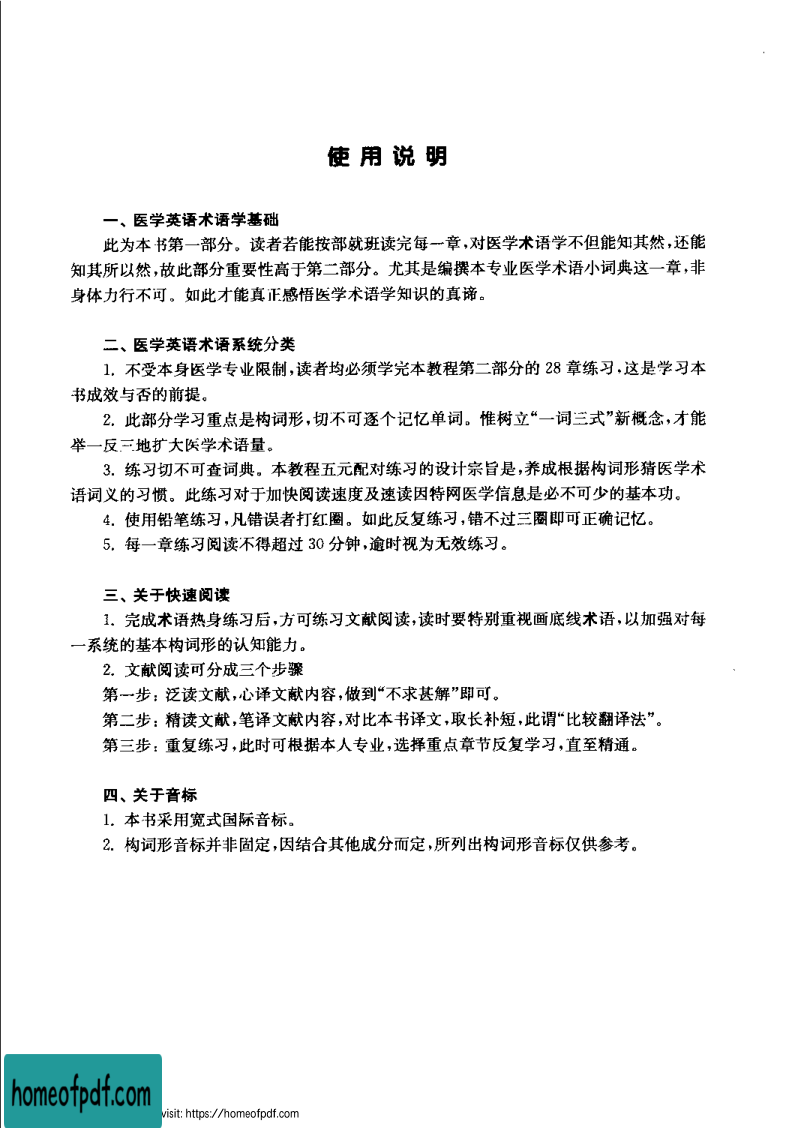 使用说明
一、医学英语术语学基础
此为本书第一部分。读者若能按部就班读完每一章,对医学术语学不但能知其然,还能
知其所以然,故此部分重要性高于第二部分。尤其是编撰本专业医学术语小词典这一章,非
身体力行不可。如此才能真正感悟医学术语学知识的真谛。
二、医学英语术语系统分类
1. 不受本身医学专业限制,读者均必须学完本教程第二部分的 28 章练习,这是学习本
书成效与否的前提。
2. 此部分学习重点是构词形,切不可逐个记忆单词。惟树立“一词三式”新概念,才能
举一反三地扩大医学术语量。
3. 练习切不可查词典。本教程五元配对练习的设计宗旨是,养成根据构词形猜医学术
语词义的习惯。此练习对于加快阅读速度及速读因特网医学信息是必不可少的基本功。
4. 使用铅笔练习,凡错误者打红圈。如此反复练习,错不过三圈即可正确记忆。
5. 每一章练习阅读不得超过 30 分钟,逾时视为无效练习。
三、关于快速阅读
1. 完成术语热身练习后,方可练习文献阅读,读时要特别重视画底线术语,以加强对每
一系统的基本构词形的认知能力。
2. 文献阅读可分成三个步骤
第一步：泛读文献,心译文献内容,做到“不求甚解”即可。
第二步：精读文献,笔译文献内容,对比本书译文,取长补短,此谓“比较翻译法”。
第三步：重复练习,此时可根据本人专业,选择重点章节反复学习,直至精通。
四、关于音标
1. 本书采用宽式国际音标。
2. 构词形音标并非固定,因结合其他成分而定,所列出构词形音标仅供参考。
homeofpdf.com
visit: https://homeofpdf.com